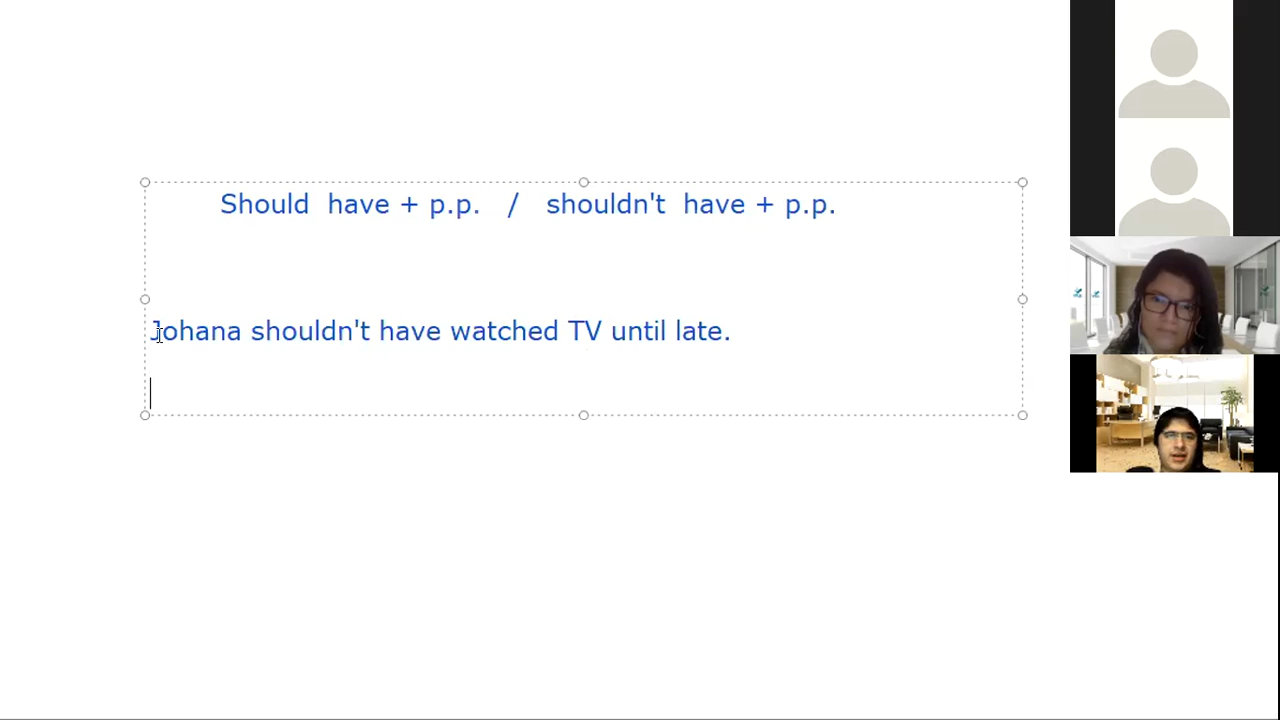 Should have + p.p. / shouldn't have + p.p.
Johana shouldn't have watched TV until late.